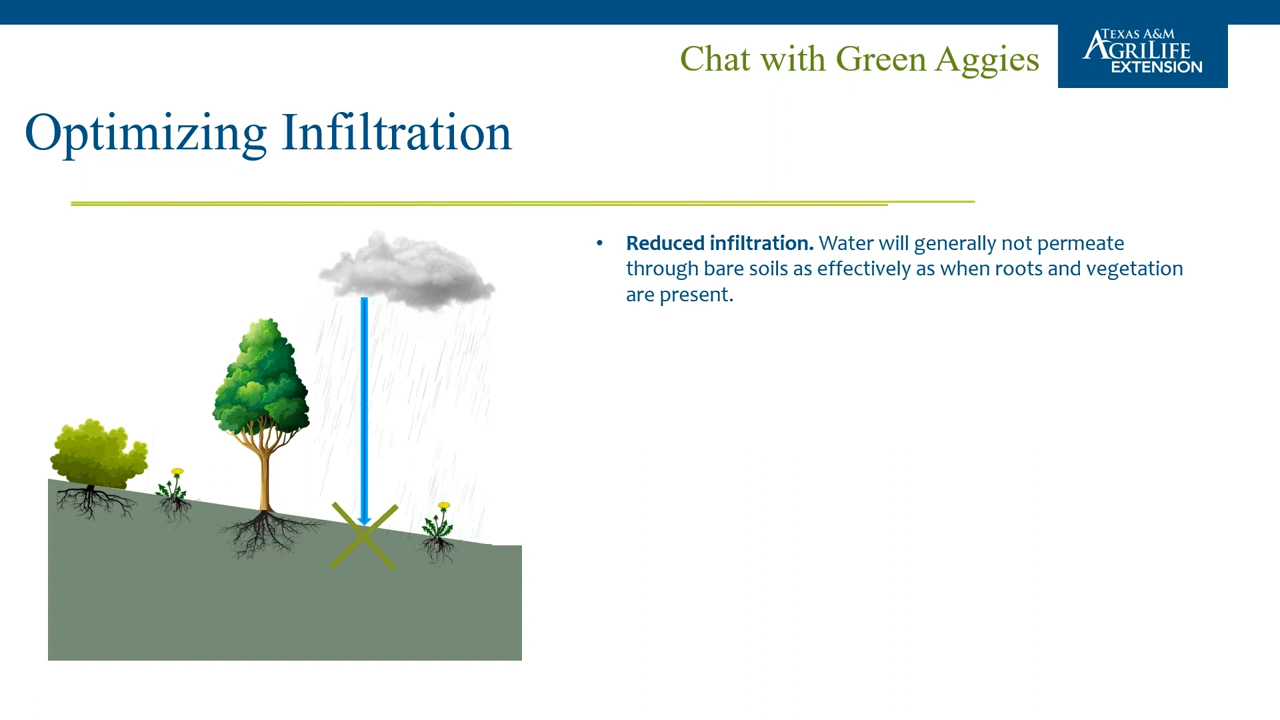 Chat with Green Aggies
TEXAS A&M
AGRILIFE
EXTENSION
Optimizing Infiltration
• Reduced infiltration. Water will generally not permeate
through bare soils as effectively as when roots and vegetation
are present.